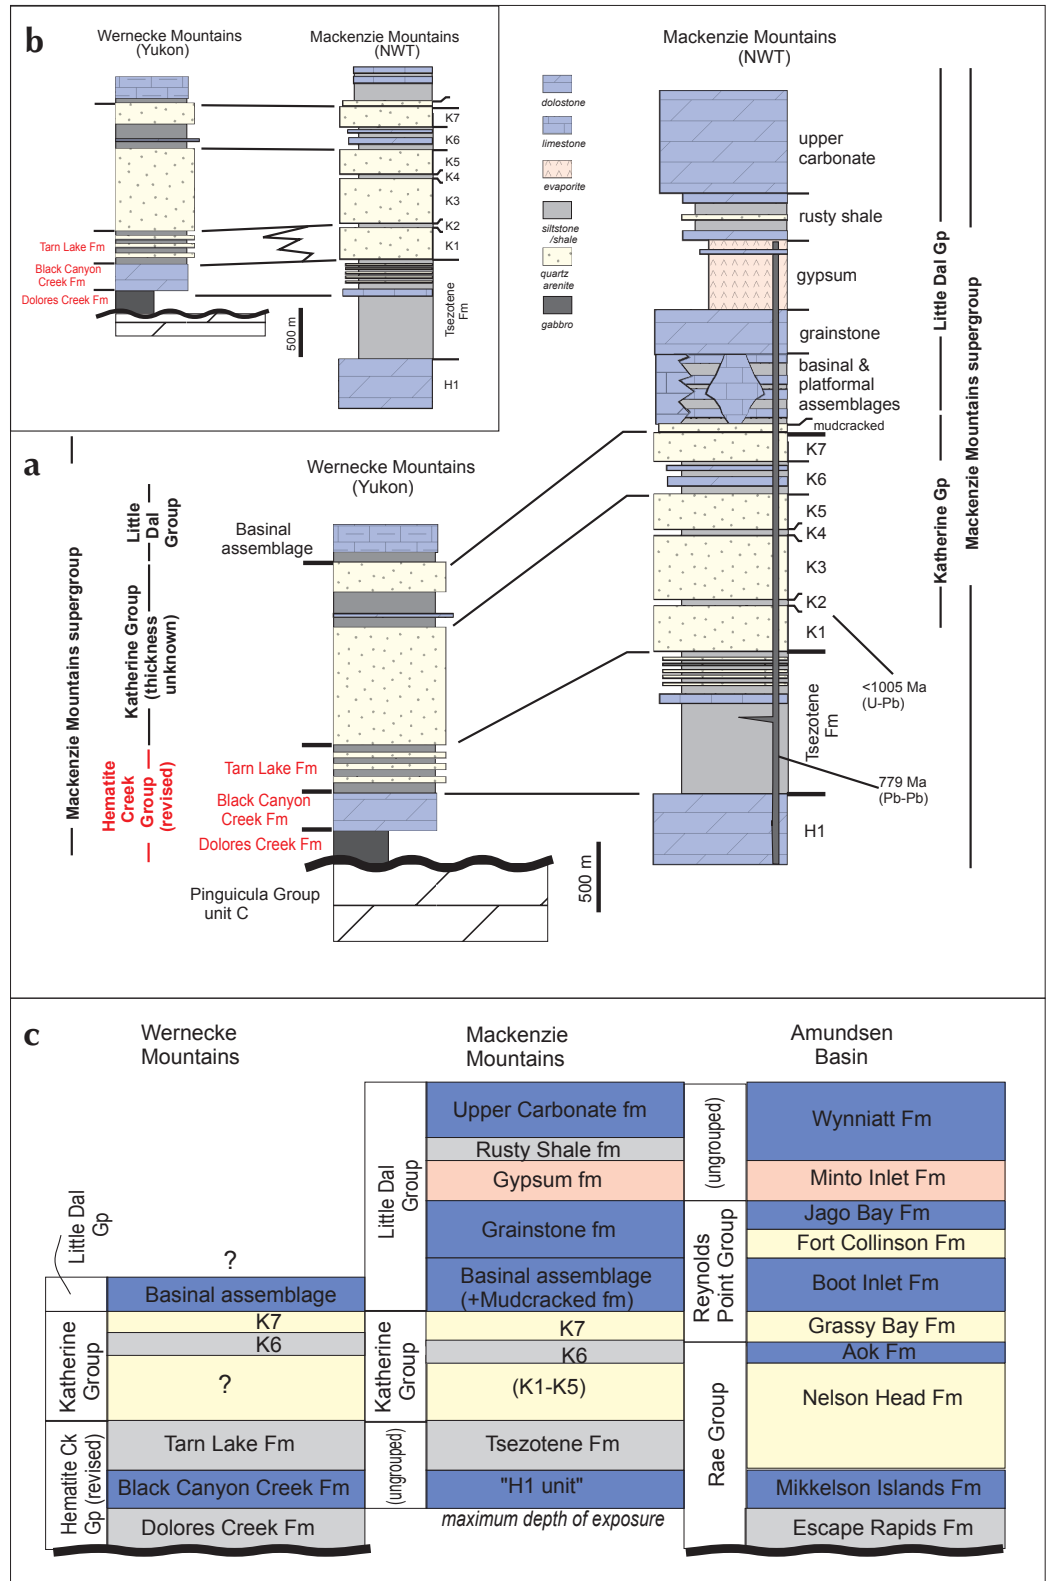 b
Wernecke Mountains
(Yukon)
Mackenzie Mountains
(NWT)
K7
K6
K5
K4
K3
K2
K1
Tsezotene
Fm
H1
Tarn Lake Fm
Black Canyon
Creek Fm
Dolores Creek Fm
500 m
dolostone
limestone
evaporite
siltstone
/shale
quartz
arenite
gabbro
Mackenzie Mountains
(NWT)
upper
carbonate
rusty shale
gypsum
grainstone
basinal &
platformal
assemblages
mudcracked
K7
K6
K5
K4
K3
K2
K1
<1005 Ma
(U-Pb)
Tsezotene
Fm
779 Ma
(Pb-Pb)
H1
Little Dal Gp
Katherine Gp
Mackenzie Mountains supergroup
500 m
a
Wernecke Mountains
(Yukon)
Mackenzie Mountains supergroup
Little
Dal
Group
Katherine Group
(thickness
unknown)
Hematite
Creek
Group
(revised)
Basinal
assemblage
Tarn Lake Fm
Black Canyon
Creek Fm
Dolores Creek Fm
Pinguicula Group
unit C
c
Wernecke
Mountains
Mackenzie
Mountains
Amundsen
Basin
Little Dal
Gp
?
Basinal assemblage
Katherine
Group
K7
K6
?
Hematite Ck
Gp (revised)
Tarn Lake Fm
Black Canyon Creek Fm
Dolores Creek Fm
Little Dal
Group
Upper Carbonate fm
Rusty Shale fm
Gypsum fm
Grainstone fm
Basinal assemblage
(+Mudcracked fm)
Katherine
Group
K7
K6
(K1-K5)
(ungrouped)
Tsezotene Fm
"H1 unit"
maximum depth of exposure
(ungrouped)
Wynniatt Fm
Minto Inlet Fm
Reynolds
Point Group
Jago Bay Fm
Fort Collinson Fm
Boot Inlet Fm
Grassy Bay Fm
Rae Group
Aok Fm
Nelson Head Fm
Mikkelson Islands Fm
Escape Rapids Fm